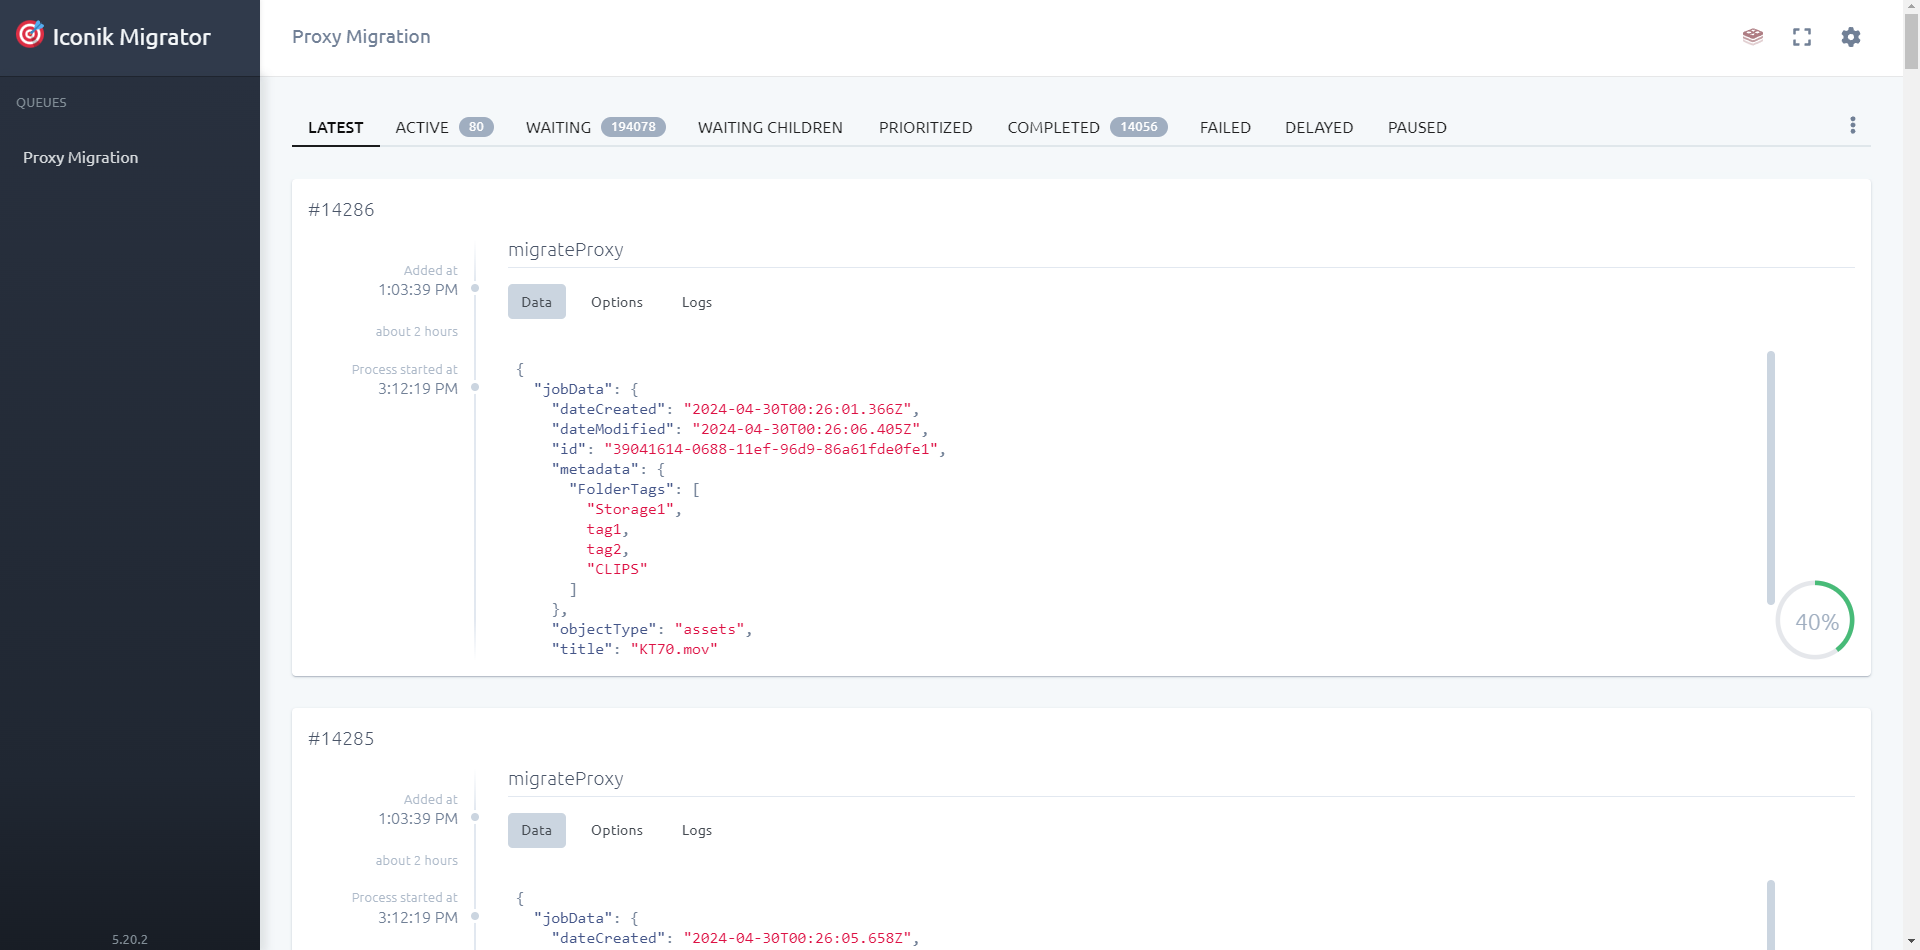 Iconik Migrator
Proxy Migration
QUEUES
Proxy Migration
LATEST ACTIVE 80 WAITING 194078 WAITING CHILDREN PRIORITIZED COMPLETED 14056 FAILED DELAYED PAUSED
#14286
migrateProxy
Added at
1:03:39 PM
about 2 hours
Process started at
3:12:19 PM
Data Options Logs
{
"jobData": {
"dateCreated": "2024-04-30T00:26:01.366Z",
"dateModified": "2024-04-30T00:26:06.405Z",
"id": "39041614-0688-11ef-96d9-86a61fde0fe1",
"metadata": {
"FolderTags": [
"Storage1",
tag1,
tag2,
"CLIPS"
]
},
"objectType": "assets",
"title": "KT70.mov"
40%
#14285
migrateProxy
Added at
1:03:39 PM
about 2 hours
Process started at
3:12:19 PM
Data Options Logs
{
"jobData": {
"dateCreated": "2024-04-30T00:26:05.658Z",
5.20.2